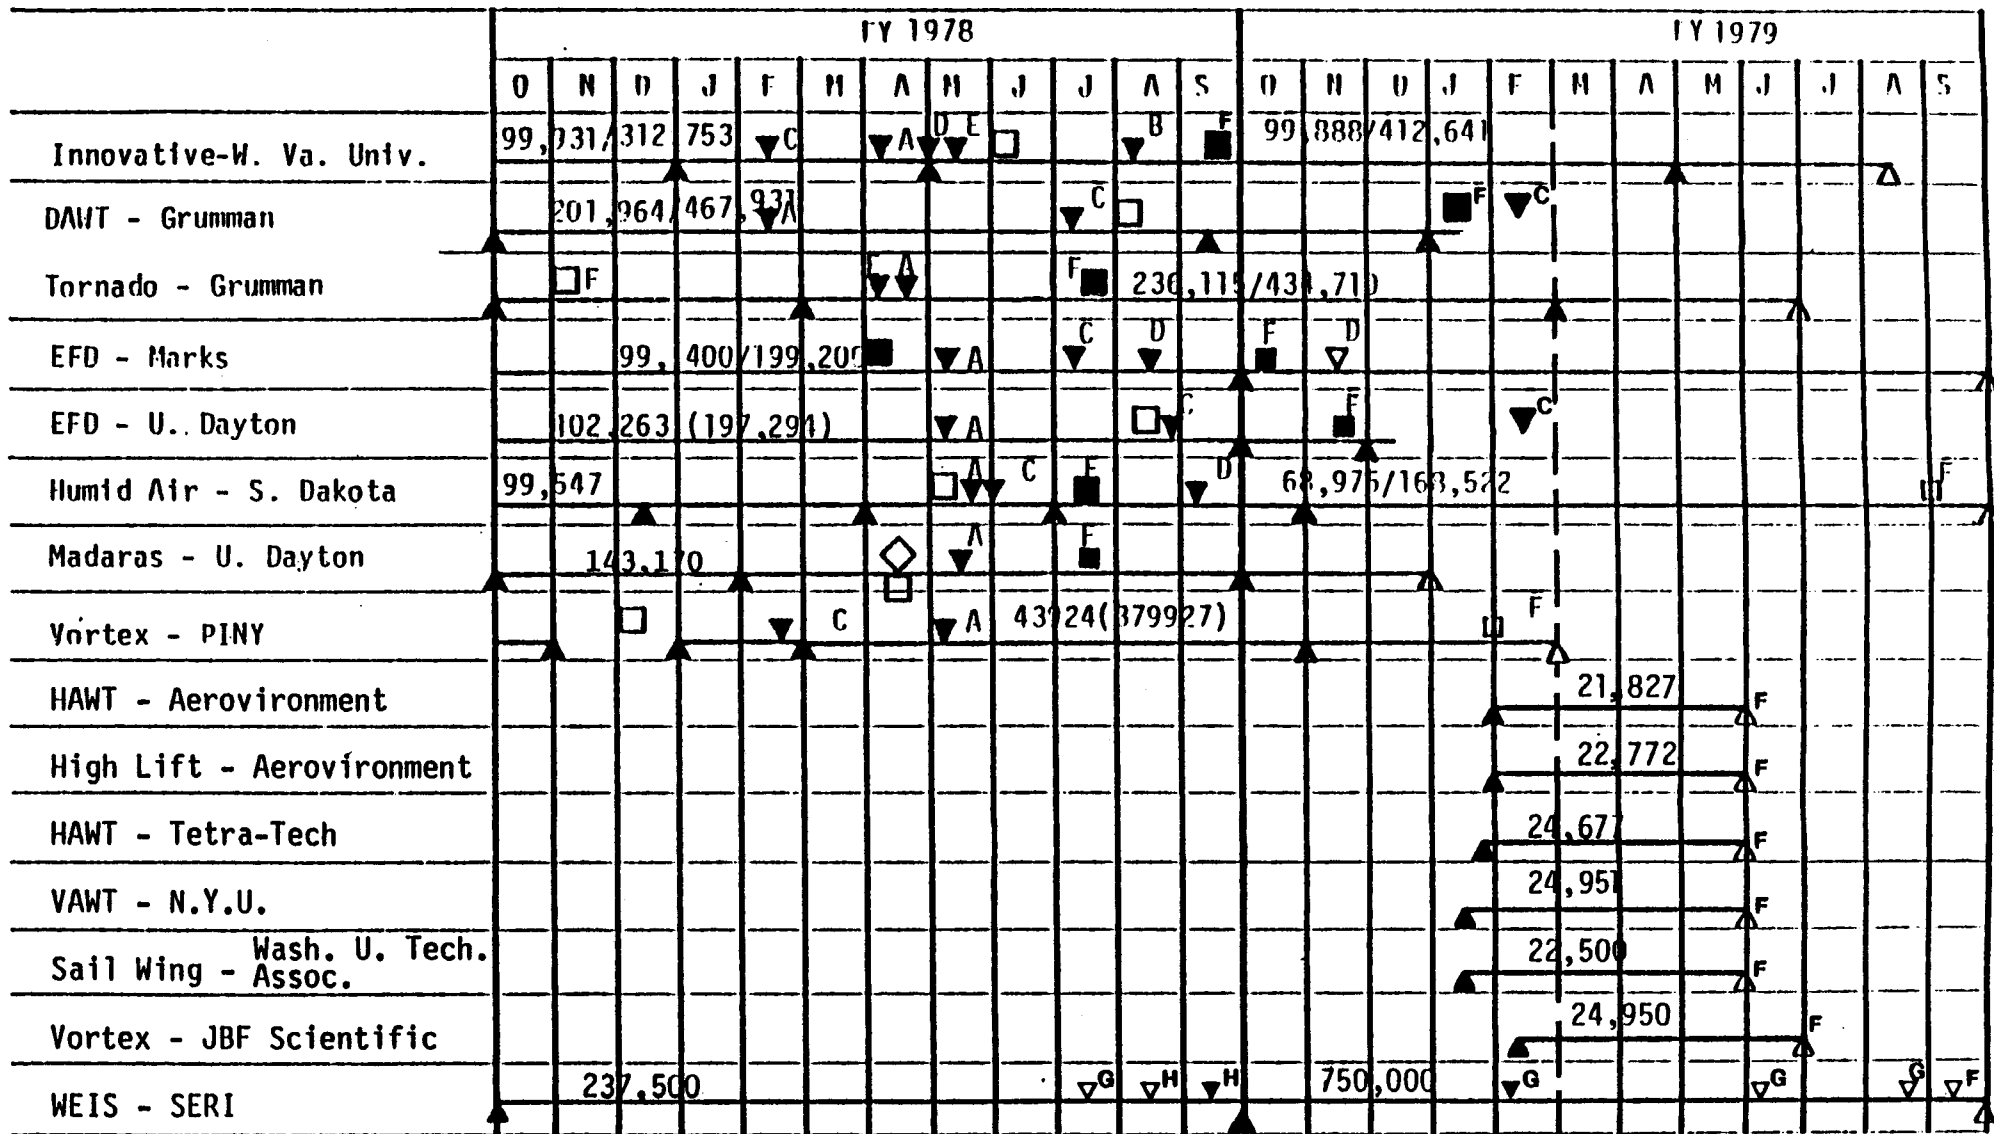 FY 1978 FY 1979
O N D J F M A M J J A S O N D J F M A M J J A S
Innovative-W. Va. Univ. 99,931/312,753 C A D E B F 99,888/412,641
DAWT - Grumman 201,964/467,931 A C F C
Tornado - Grumman F A F 236,115/431,710
EFD - Marks 99,400/199,200 A C D F D
EFD - U. Dayton 102,263 (197,294) A C F C
Humid Air - S. Dakota 99,547 A C F D 68,975/168,522 F
Madaras - U. Dayton 143,170 A F
Vortex - PINY C A 43924(379927) F
HAWT - Aerovironment 21,827 F
High Lift - Aerovironment 22,772 F
HAWT - Tetra-Tech 24,677 F
VAWT - N.Y.U. 24,951 F
Sail Wing - Wash. U. Tech. Assoc. 22,500 F
Vortex - JBF Scientific 24,950 F
WEIS - SERI 237,500 G H H 750,000 G G G F